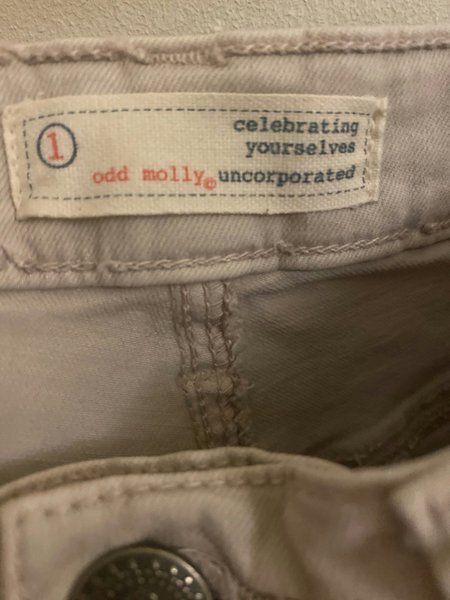 1
celebrating
yourselves
odd molly© uncorporated